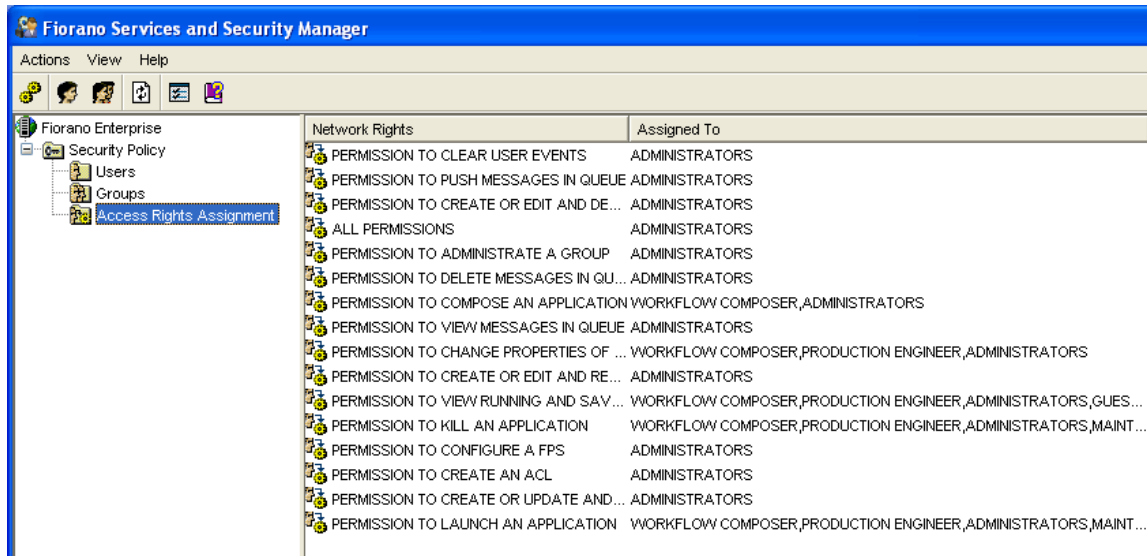 Fiorano Services and Security Manager
Actions View Help
Fiorano Enterprise
Security Policy
Users
Groups
Access Rights Assignment
Network Rights Assigned To
PERMISSION TO CLEAR USER EVENTS ADMINISTRATORS
PERMISSION TO PUSH MESSAGES IN QUEUE ADMINISTRATORS
PERMISSION TO CREATE OR EDIT AND DE... ADMINISTRATORS
ALL PERMISSIONS ADMINISTRATORS
PERMISSION TO ADMINISTRATE A GROUP ADMINISTRATORS
PERMISSION TO DELETE MESSAGES IN QU... ADMINISTRATORS
PERMISSION TO COMPOSE AN APPLICATION WORKFLOW COMPOSER,ADMINISTRATORS
PERMISSION TO VIEW MESSAGES IN QUEUE ADMINISTRATORS
PERMISSION TO CHANGE PROPERTIES OF ... WORKFLOW COMPOSER,PRODUCTION ENGINEER,ADMINISTRATORS
PERMISSION TO CREATE OR EDIT AND RE... ADMINISTRATORS
PERMISSION TO VIEW RUNNING AND SAV... WORKFLOW COMPOSER,PRODUCTION ENGINEER,ADMINISTRATORS,GUES...
PERMISSION TO KILL AN APPLICATION WORKFLOW COMPOSER,PRODUCTION ENGINEER,ADMINISTRATORS,MAINT...
PERMISSION TO CONFIGURE A FPS ADMINISTRATORS
PERMISSION TO CREATE AN ACL ADMINISTRATORS
PERMISSION TO CREATE OR UPDATE AND... ADMINISTRATORS
PERMISSION TO LAUNCH AN APPLICATION WORKFLOW COMPOSER,PRODUCTION ENGINEER,ADMINISTRATORS,MAINT...